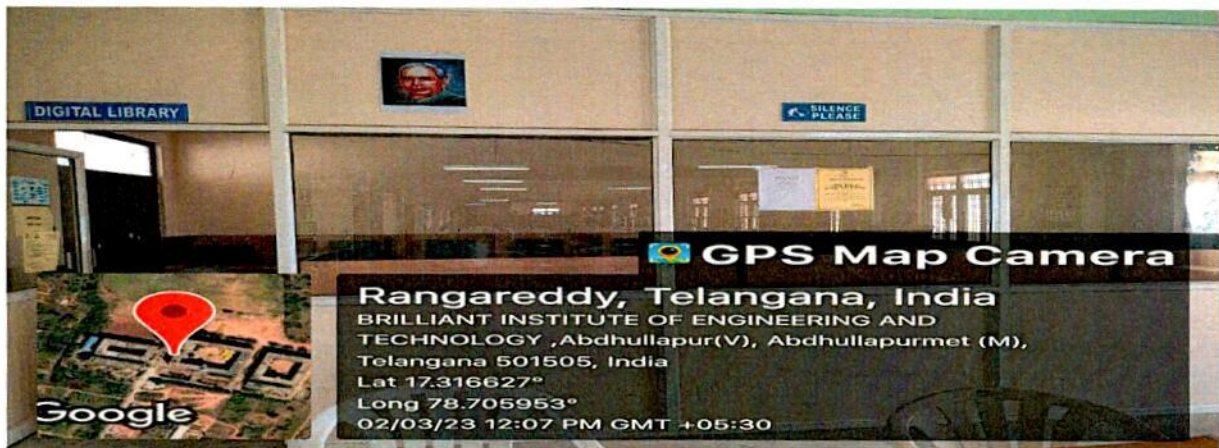 DIGITAL LIBRARY
SILENCE
PLEASE
GPS Map Camera
Rangareddy, Telangana, India
BRILLIANT INSTITUTE OF ENGINEERING AND
TECHNOLOGY ,Abdhullapur(V), Abdhullapurmet (M),
Telangana 501505, India
Lat 17.316627°
Long 78.705953°
02/03/23 12:07 PM GMT +05:30
Google